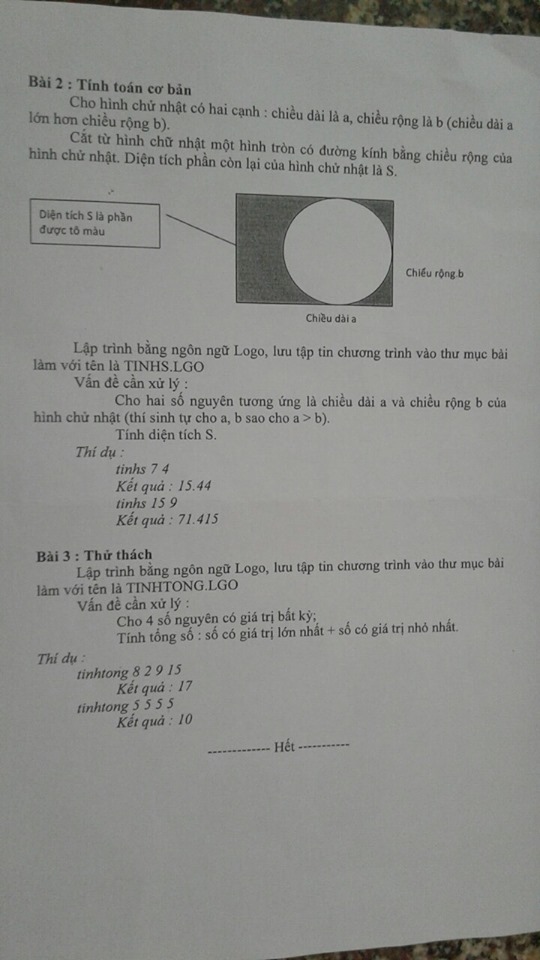 Bài 2 : Tính toán cơ bản
Cho hình chử nhật có hai cạnh : chiều dài là a, chiều rộng là b (chiều dài a
lớn hơn chiều rộng b).
Cắt từ hình chữ nhật một hình tròn có đường kính bằng chiều rộng của
hình chử nhật. Diện tích phần còn lại của hình chử nhật là S.
Diện tích S là phần
được tô màu
Chiểu rộng.b
Chiều dài a
Lập trình bằng ngôn ngữ Logo, lưu tập tin chương trình vào thư mục bài
làm với tên là TINHS.LGO
Vấn đề cần xử lý :
Cho hai số nguyên tương ứng là chiều dài a và chiều rộng b của
hình chử nhật (thí sinh tự cho a, b sao cho a > b).
Tính diện tích S.
Thí dụ :
tinhs 7 4
Kết quả : 15.44
tinhs 15 9
Kết quả : 71.415
Bài 3 : Thử thách
Lập trình bằng ngôn ngữ Logo, lưu tập tin chương trình vào thư mục bài
làm với tên là TINHTONG.LGO
Vấn đề cần xử lý :
Cho 4 số nguyên có giá trị bất kỳ;
Tính tổng số : số có giá trị lớn nhất + số có giá trị nhỏ nhất.
Thí dụ :
tinhtong 8 2 9 15
Kết quả : 17
tinhtong 5 5 5 5
Kết quả : 10
------------- Hết -----------